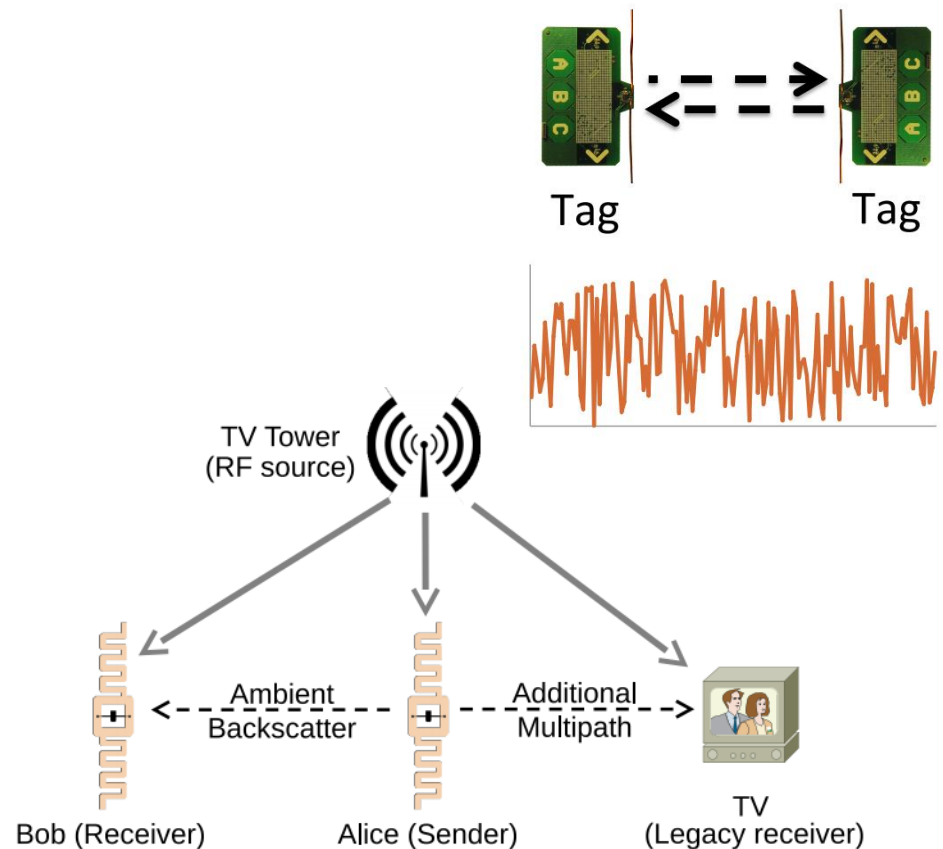 A
B
C
C
B
A
Tag
Tag
TV Tower
(RF source)
Ambient
Backscatter
Additional
Multipath
Bob (Receiver)
Alice (Sender)
TV
(Legacy receiver)